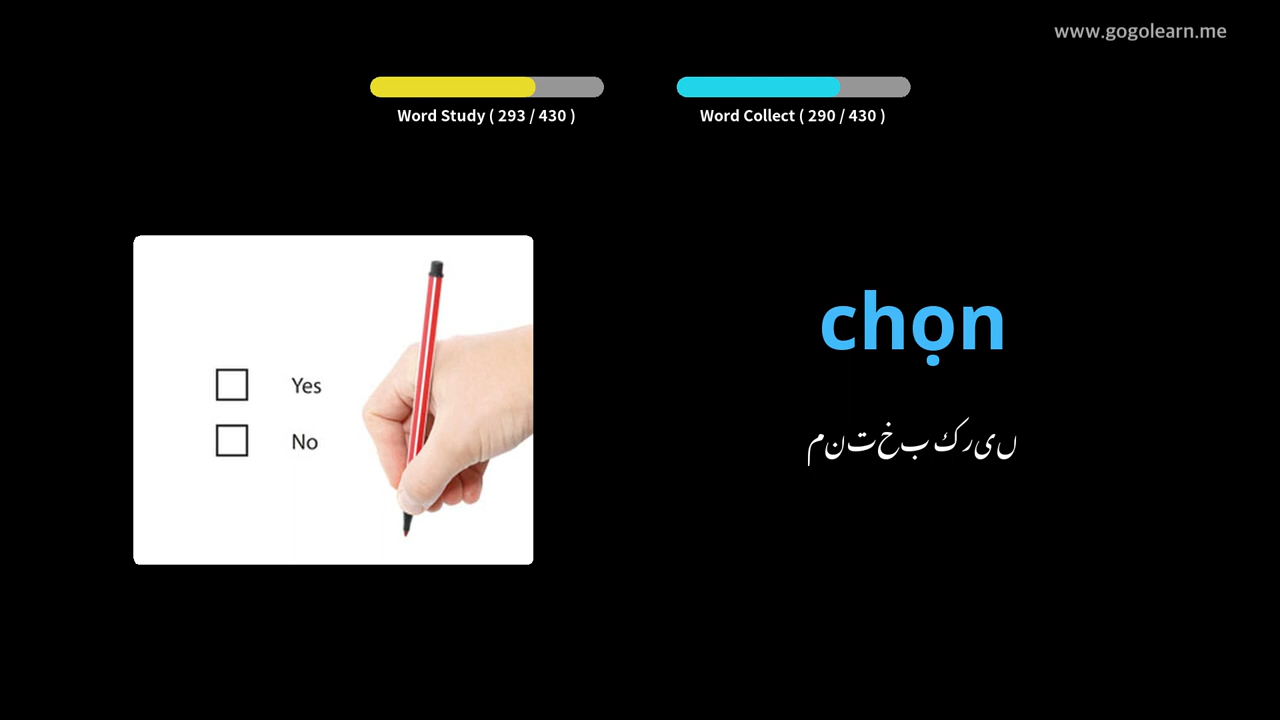 www.gogolearn.me
Word Study ( 293 / 430 )
Word Collect ( 290 / 430 )
Yes
No
chọn
منتخب کریں